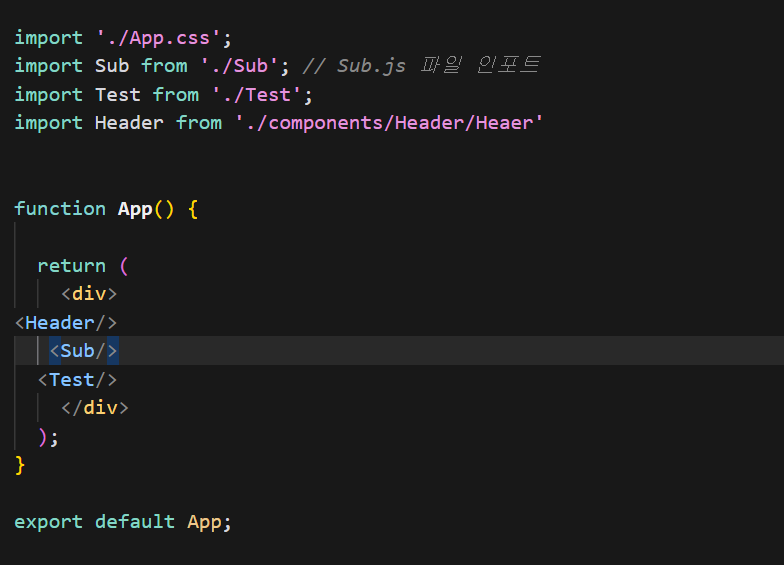 import './App.css';
import Sub from './Sub'; // Sub.js 파일 인포트
import Test from './Test';
import Header from './components/Header/Heaer'
function App() {
return (
<div>
<Header/>
<Sub/>
<Test/>
</div>
);
}
export default App;